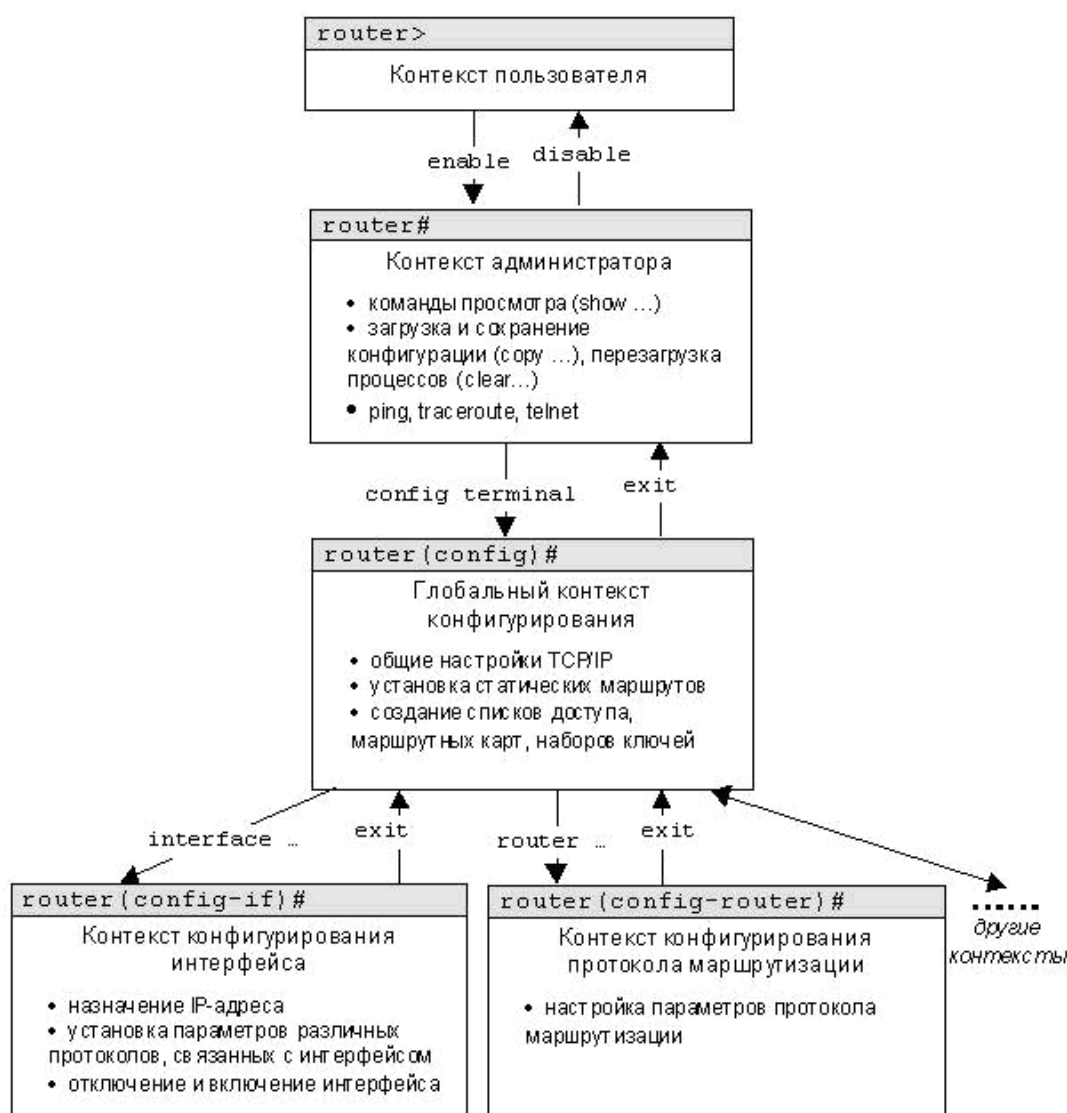 router>
Контекст пользователя
enable
disable
router#
Контекст администратора
• команды просмотра (show ...)
• загрузка и сохранение
конфигурации (copy ...), перезагрузка
процессов (clear...)
• ping, traceroute, telnet
config terminal
exit
router(config)#
Глобальный контекст
конфигурирования
• общие настройки TCP/IP
• установка статических маршрутов
• создание списков доступа,
маршрутных карт, наборов ключей
interface …
exit
router …
exit
router(config-if)#
Контекст конфигурирования
интерфейса
• назначение IP-адреса
• установка параметров различных
протоколов, связанных с интерфейсом
• отключение и включение интерфейса
router(config-router)#
Контекст конфигурирования
протокола маршрутизации
• настройка параметров протокола
маршрутизации
другие
контексты